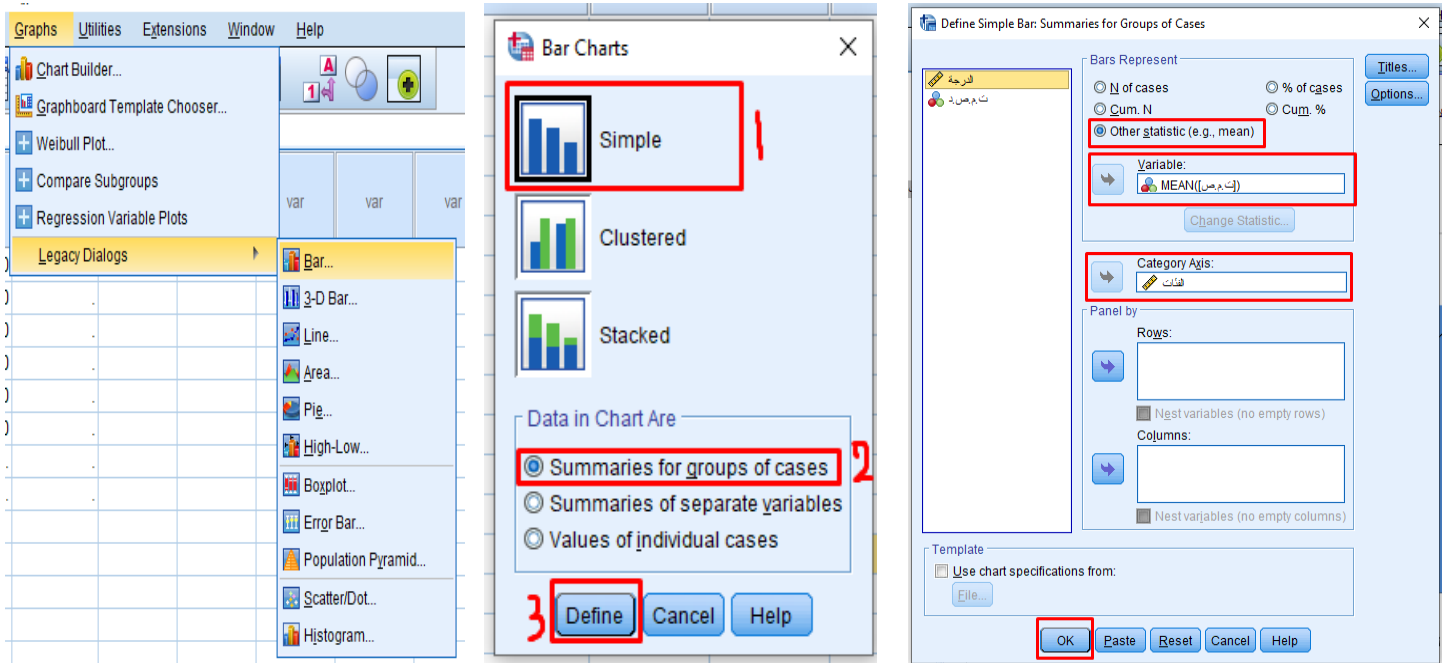 Graphs Utilities Extensions Window Help
Chart Builder...
Graphboard Template Chooser...
Weibull Plot...
Compare Subgroups
Regression Variable Plots
Legacy Dialogs
A
1
var var var
Bar...
3-D Bar...
Line...
Area...
Pie...
High-Low...
Boxplot...
Error Bar...
Population Pyramid...
Scatter/Dot...
Histogram...
Bar Charts
Simple
1
Clustered
Stacked
Data in Chart Are
Summaries for groups of cases
2
Summaries of separate variables
Values of individual cases
3
Define Cancel Help
Define Simple Bar: Summaries for Groups of Cases
الدرجة
ت.م.ص.د
Bars Represent
N of cases % of cases
Cum. N Cum. %
Other statistic (e.g., mean)
Variable:
MEAN([ت.م.ص])
Change Statistic...
Category Axis:
الفئات
Panel by
Rows:
Nest variables (no empty rows)
Columns:
Nest variables (no empty columns)
Titles...
Options...
Template
Use chart specifications from:
File...
OK Paste Reset Cancel Help